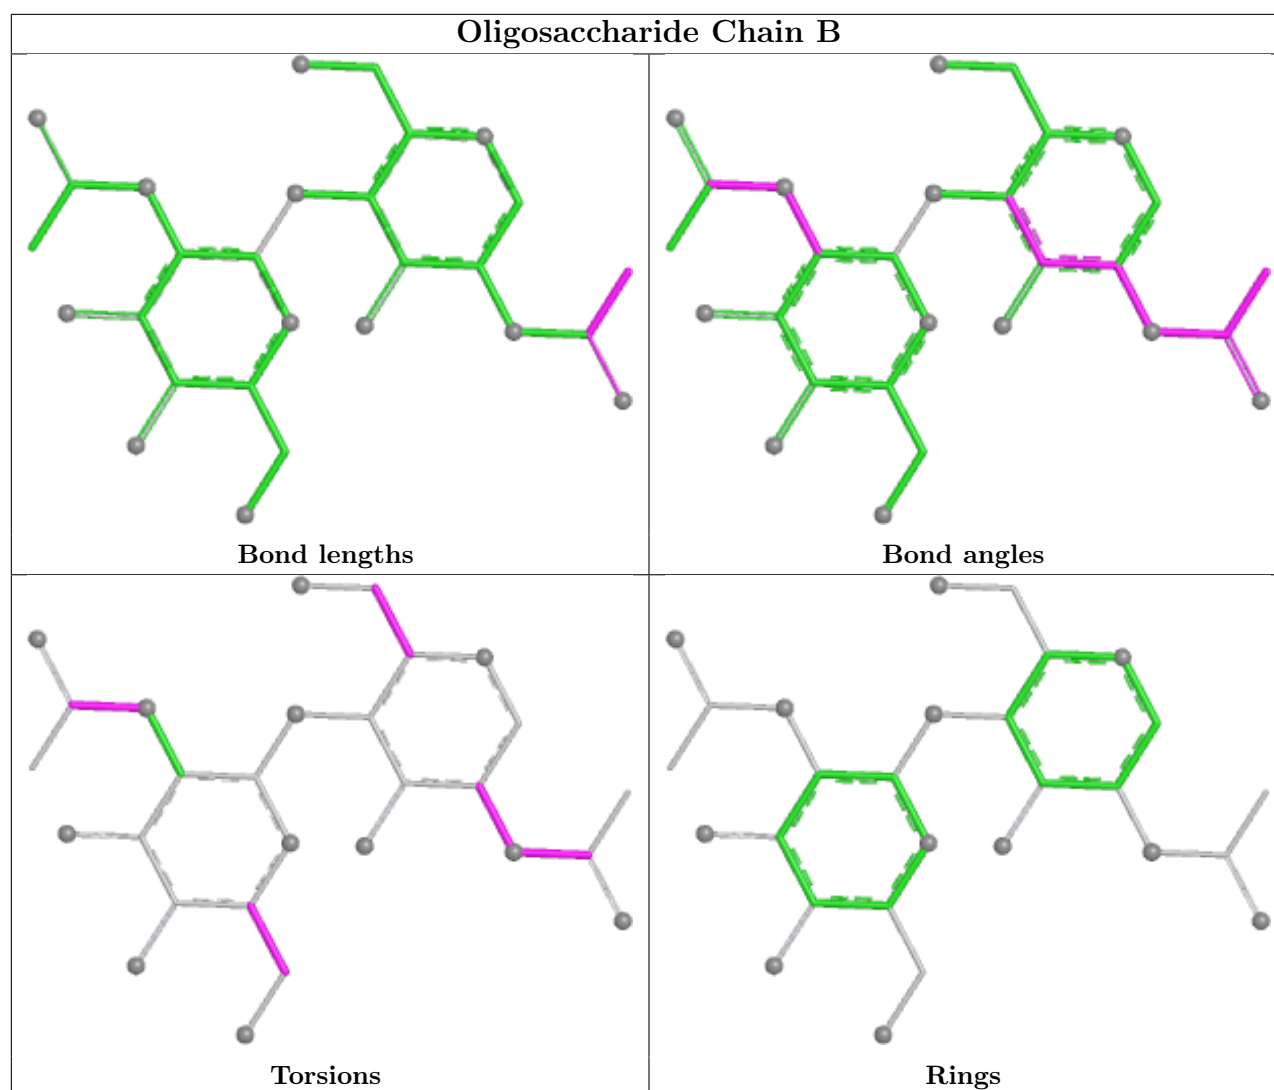 Oligosaccharide Chain B
Bond lengths
Bond angles
Torsions
Rings